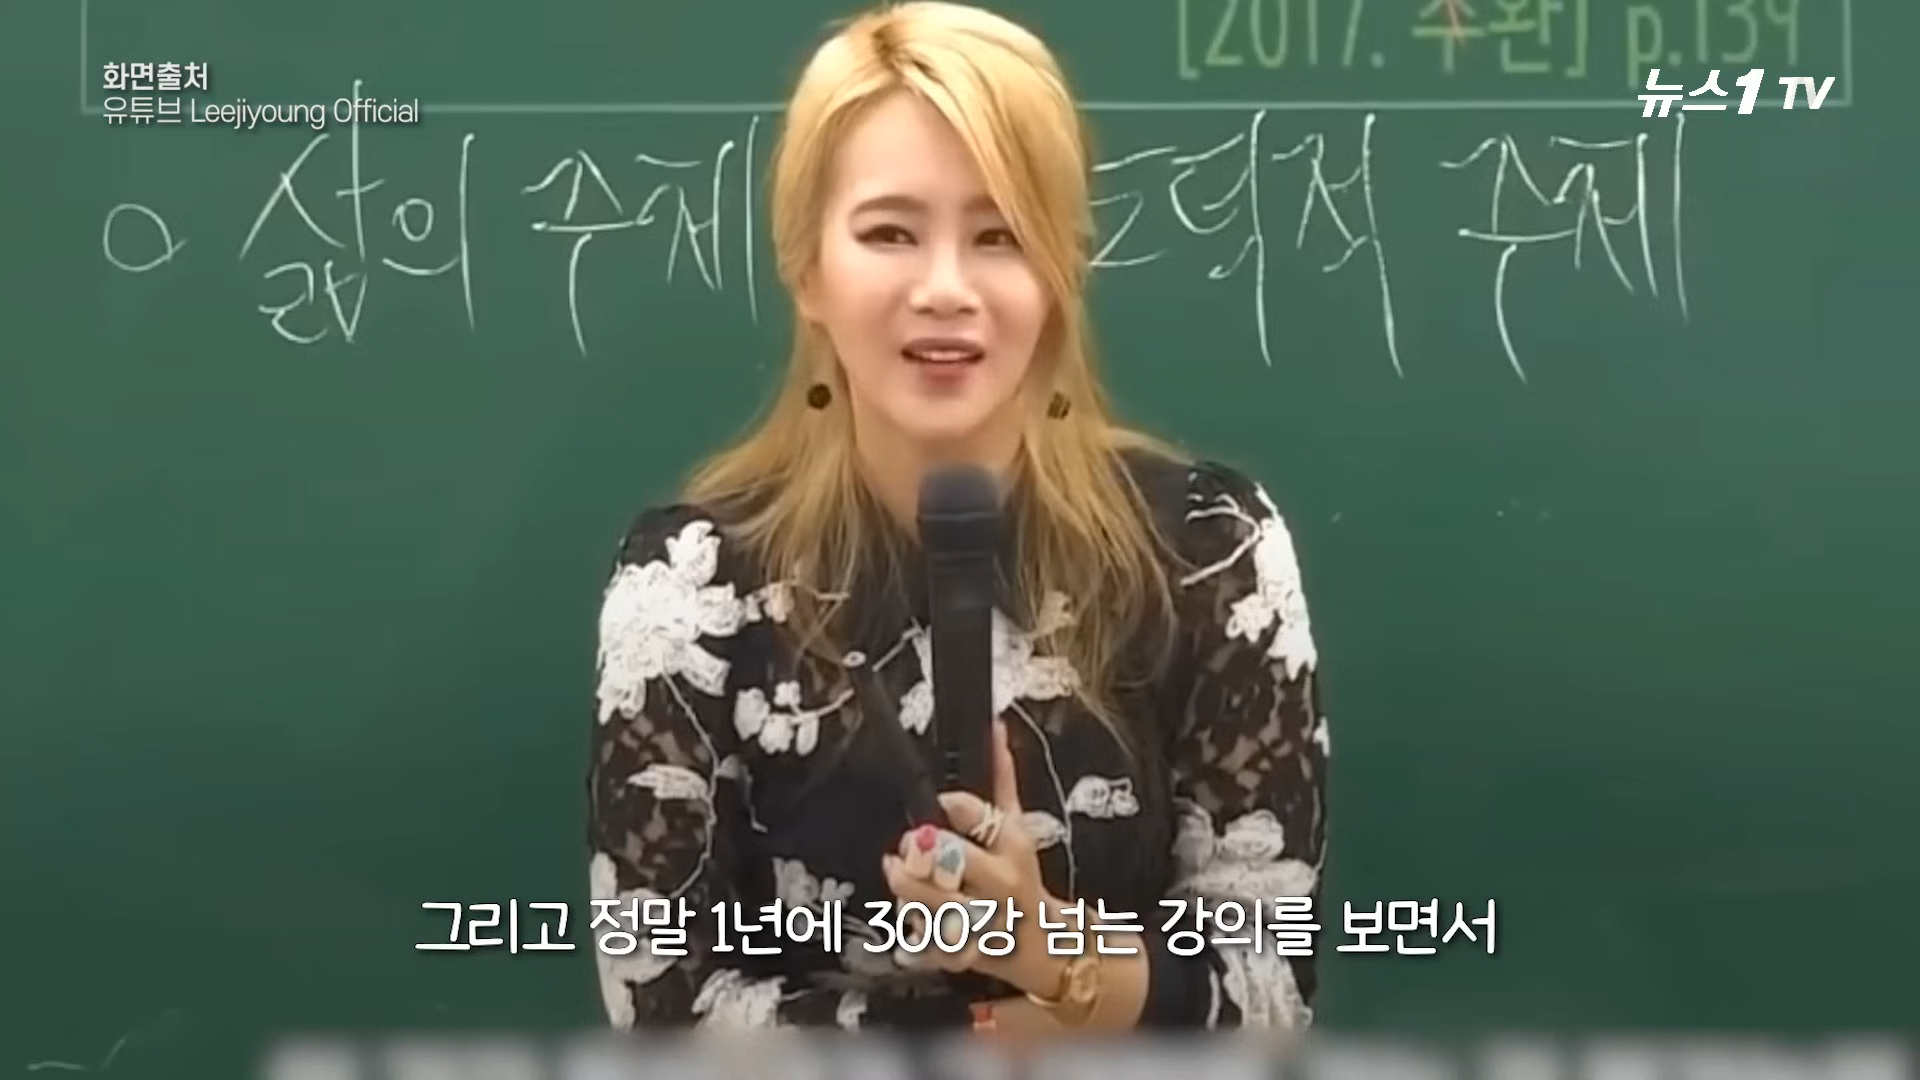 [2017. 수완] p.139
화면출처
유튜브 Leejiyoung Official
뉴스1 TV
o 삶의 주체 도덕적 주체
그리고 정말 1년에 300강 넘는 강의를 보면서